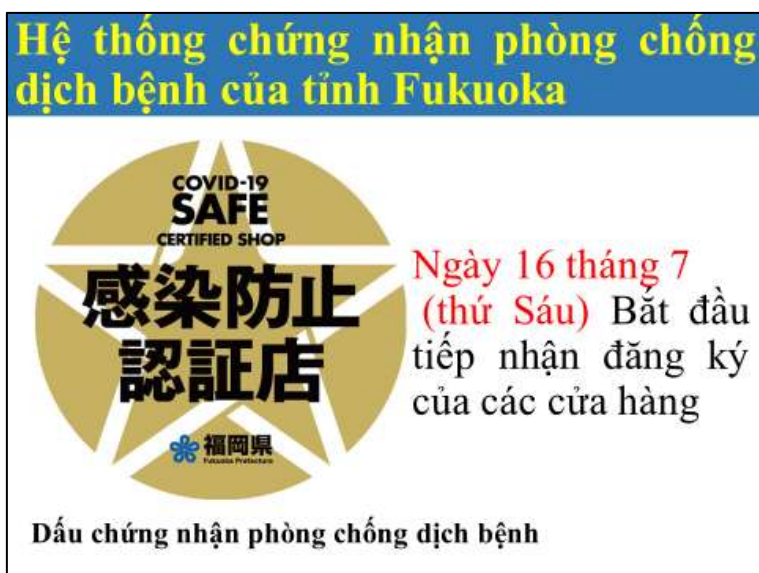 Hệ thống chứng nhận phòng chống
dịch bệnh của tỉnh Fukuoka
COVID-19
SAFE
CERTIFIED SHOP
感染防止
認証店
福岡県
Fukuoka Prefecture
Ngày 16 tháng 7
(thứ Sáu) Bắt đầu
tiếp nhận đăng ký
của các cửa hàng
Dấu chứng nhận phòng chống dịch bệnh